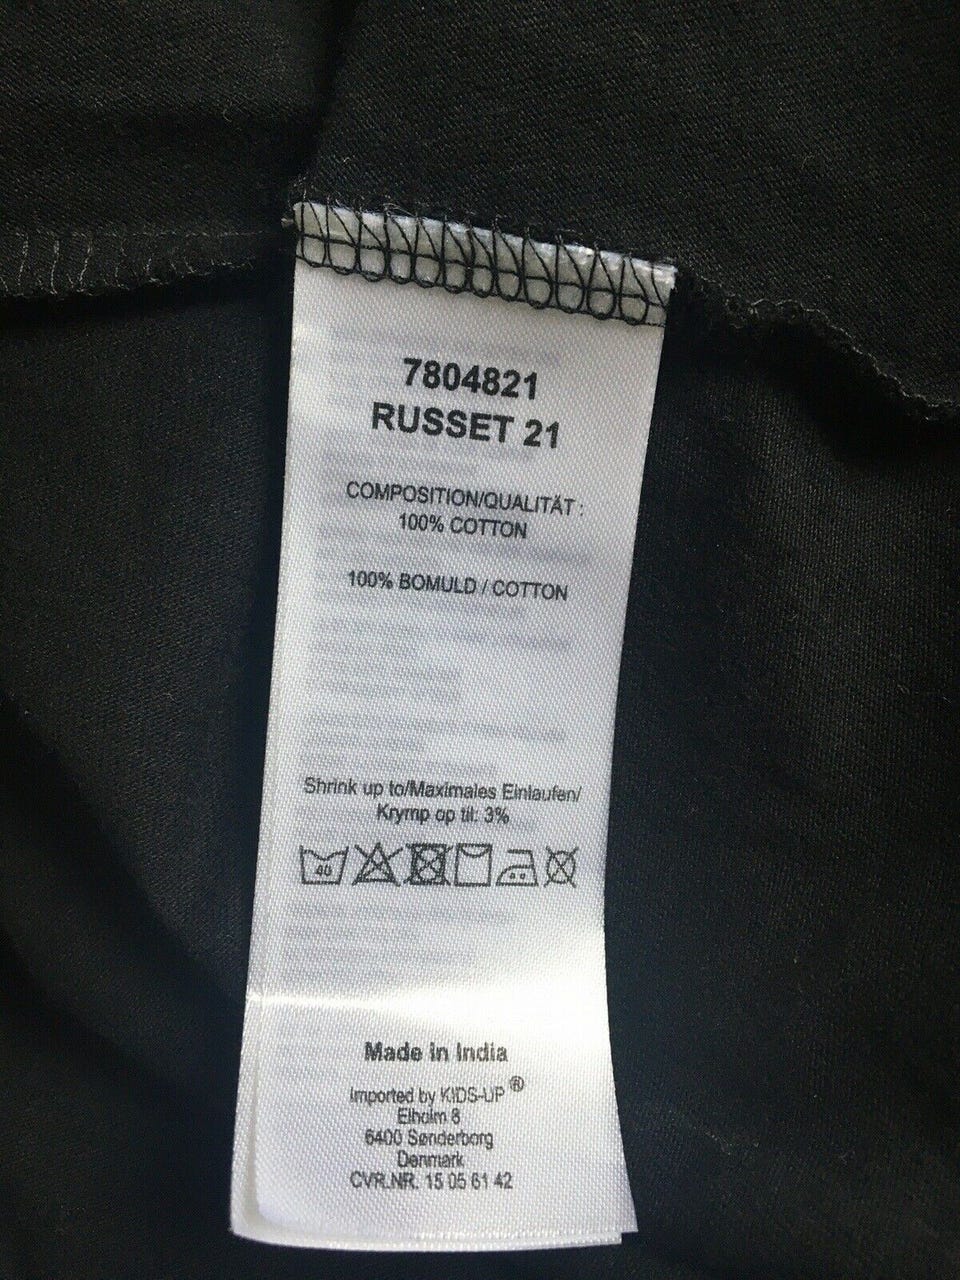 7804821
RUSSET 21
COMPOSITION/QUALITÄT :
100% COTTON
100% BOMULD / COTTON
Shrink up to/Maximales Einlaufen/
Krymp op til: 3%
40
Made in India
Imported by KIDS-UP ®
Elholm 8
6400 Sønderborg
Denmark
CVR.NR. 15 05 61 42